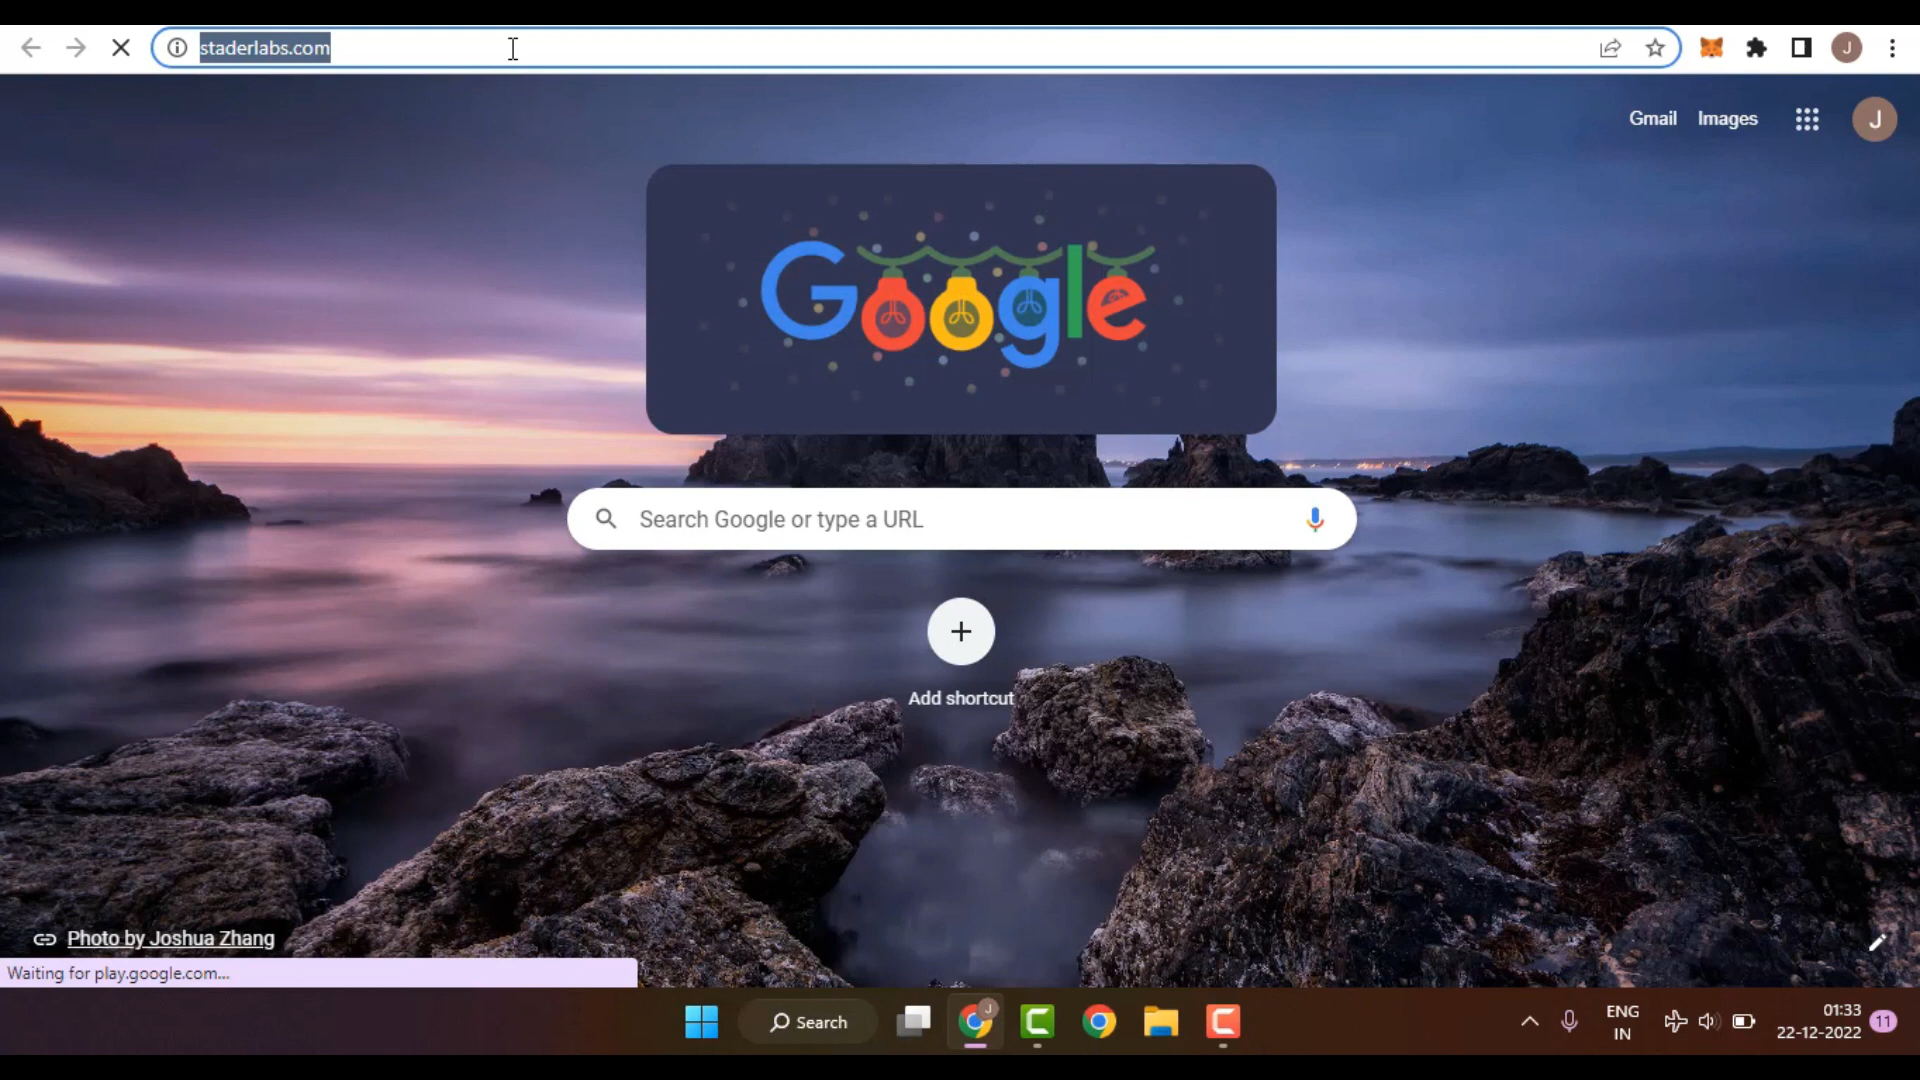 staderlabs.com
Gmail Images
J
J
Google
Search Google or type a URL
Add shortcut
Photo by Joshua Zhang
Waiting for play.google.com...
Search
J
ENG
IN
01:33
22-12-2022
11